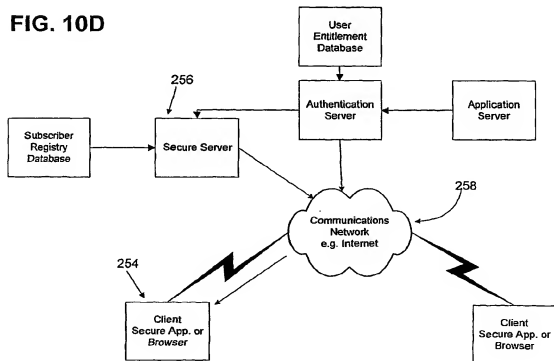 FIG. 10D
User
Entitlement
Database
256
Authentication
Server
Application
Server
Subscriber
Registry
Database
Secure Server
Communications
Network
e.g. Internet
258
254
Client
Secure App. or
Browser
Client
Secure App. or
Browser